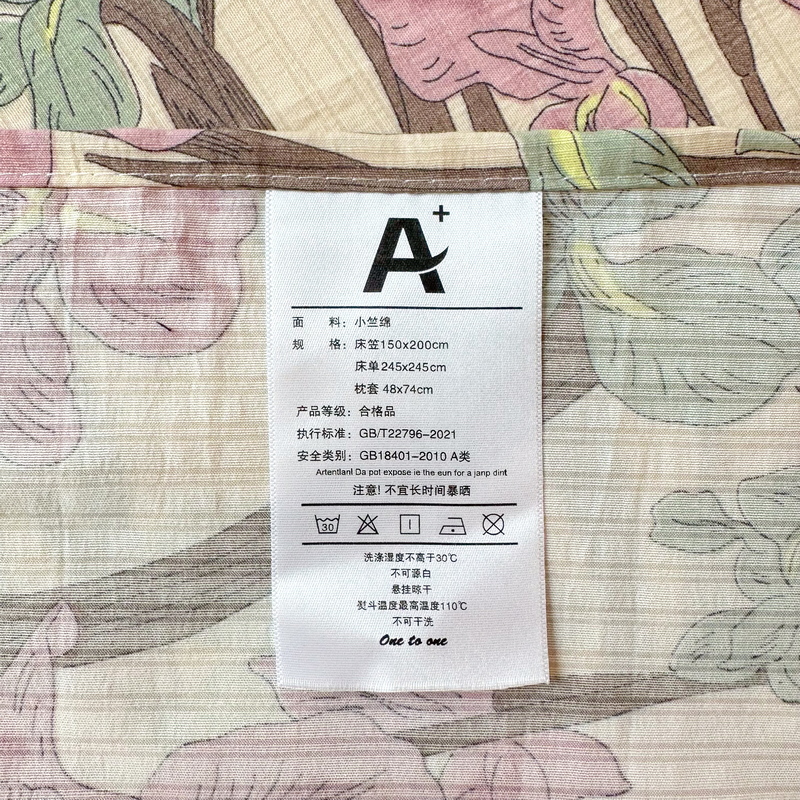 A+
面 料：小竺绵
规 格：床笠150x200cm
床单245x245cm
枕套 48x74cm
产品等级：合格品
执行标准：GB/T22796-2021
安全类别：GB18401-2010 A类
Artentlanl Da pot expose ie the eun for a janp dint
注意! 不宜长时间暴晒
30
洗涤湿度不高干30℃
不可源白
悬挂晾干
熨斗温度最高温度110℃
不可干洗
One to one